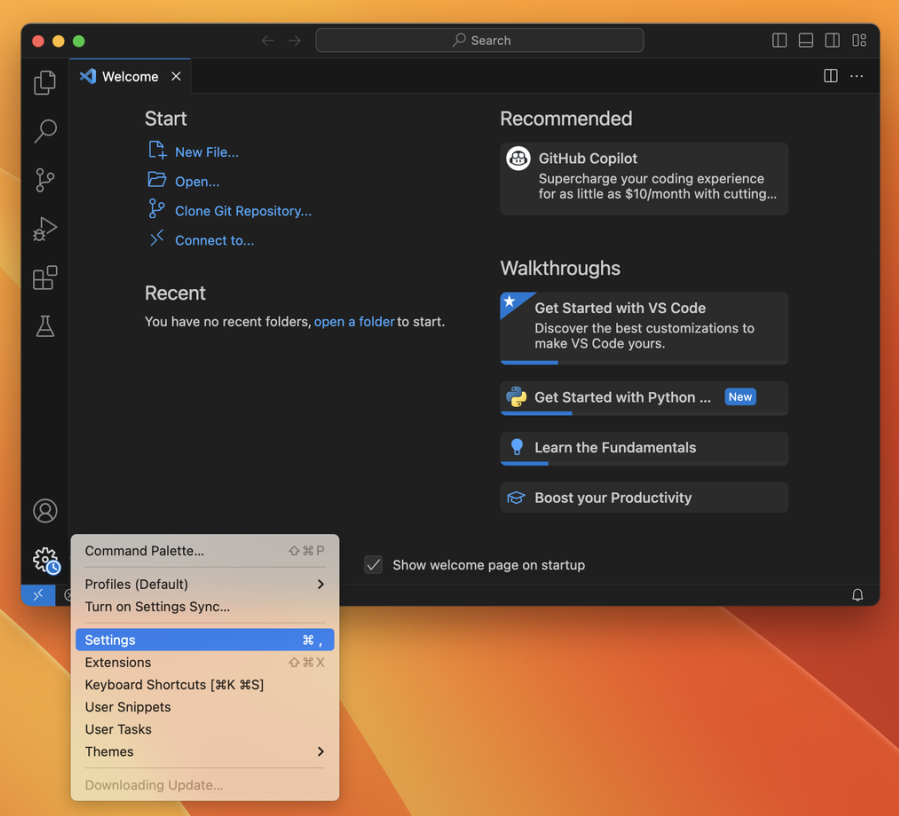 Search
Welcome
Start
New File...
Open...
Clone Git Repository...
Connect to...
Recent
You have no recent folders, open a folder to start.
Recommended
GitHub Copilot
Supercharge your coding experience
for as little as $10/month with cutting...
Walkthroughs
Get Started with VS Code
Discover the best customizations to
make VS Code yours.
Get Started with Python ... New
Learn the Fundamentals
Boost your Productivity
Show welcome page on startup
Command Palette... ⇧⌘P
Profiles (Default)
Turn on Settings Sync...
Settings ⌘ ,
Extensions ⇧⌘X
Keyboard Shortcuts [⌘K ⌘S]
User Snippets
User Tasks
Themes
Downloading Update...